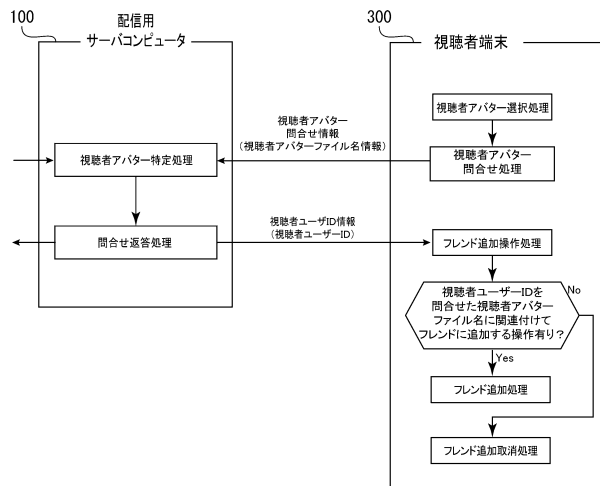 100
配信用
サーバコンピュータ
300
視聴者端末
視聴者アバター選択処理
視聴者アバター
問合せ情報
(視聴者アバターファイル名情報)
視聴者アバター特定処理
視聴者アバター
問合せ処理
視聴者ユーザID情報
(視聴者ユーザーID)
問合せ返答処理
フレンド追加操作処理
視聴者ユーザーIDを
問合せた視聴者アバター
ファイル名に関連付けて
フレンドに追加する操作有り?
No
Yes
フレンド追加処理
フレンド追加取消処理